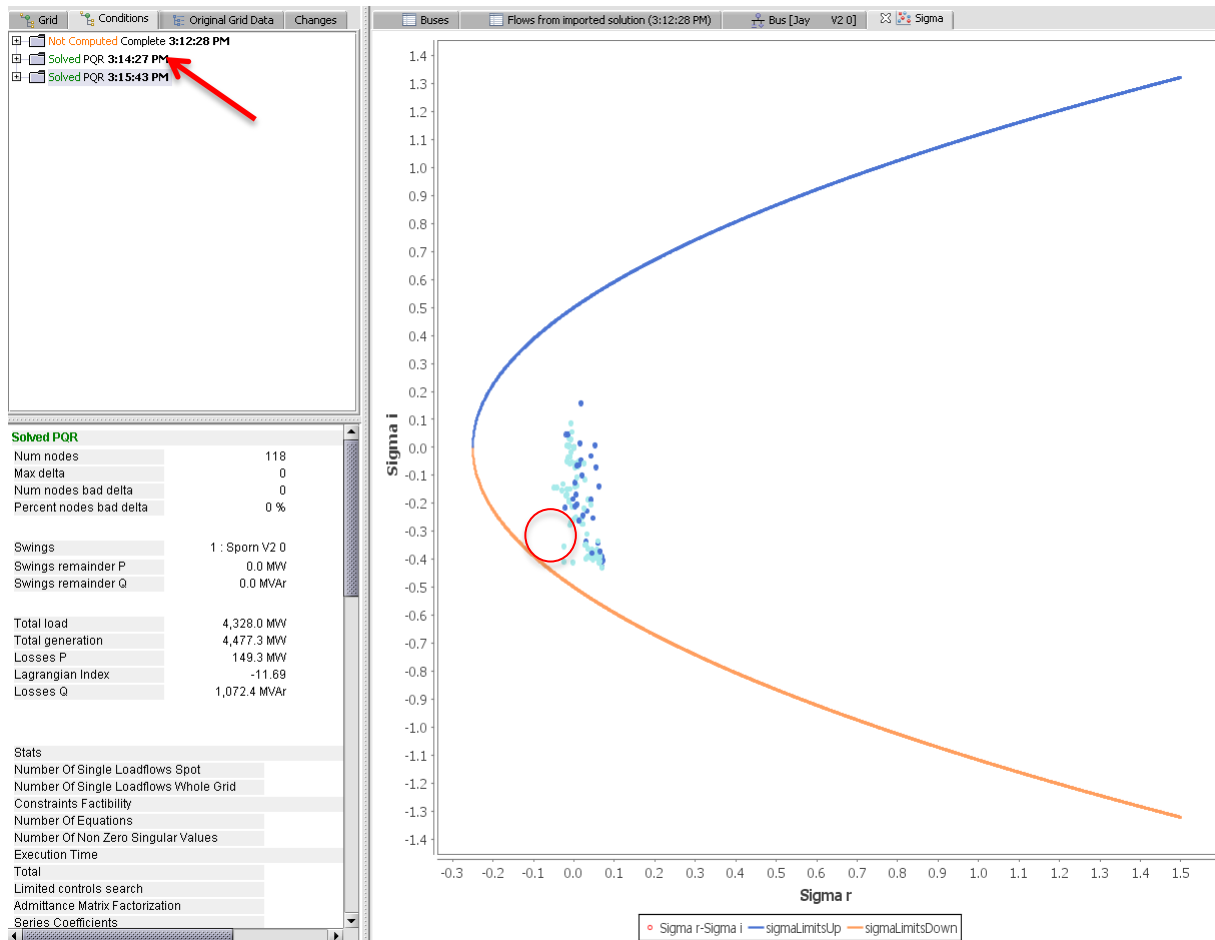 Grid Conditions Original Grid Data Changes
Not Computed Complete 3:12:28 PM
Solved PQR 3:14:27 PM
Solved PQR 3:15:43 PM
Solved PQR
Num nodes 118
Max delta 0
Num nodes bad delta 0
Percent nodes bad delta 0 %
Swings 1 : Sporn V2 0
Swings remainder P 0.0 MW
Swings remainder Q 0.0 MVAr
Total load 4,328.0 MW
Total generation 4,477.3 MW
Losses P 149.3 MW
Lagrangian Index -11.69
Losses Q 1,072.4 MVAr
Stats
Number Of Single Loadflows Spot
Number Of Single Loadflows Whole Grid
Constraints Factibility
Number Of Equations
Number Of Non Zero Singular Values
Execution Time
Total
Limited controls search
Admittance Matrix Factorization
Series Coefficients
Buses Flows from imported solution (3:12:28 PM) Bus [Jay V2 0] Sigma
1.4
1.3
1.2
1.1
1.0
0.9
0.8
0.7
0.6
0.5
0.4
0.3
0.2
0.1
0.0
-0.1
-0.2
-0.3
-0.4
-0.5
-0.6
-0.7
-0.8
-0.9
-1.0
-1.1
-1.2
-1.3
-1.4
Sigma i
-0.3 -0.2 -0.1 0.0 0.1 0.2 0.3 0.4 0.5 0.6 0.7 0.8 0.9 1.0 1.1 1.2 1.3 1.4 1.5
Sigma r
Sigma r-Sigma i sigmaLimitsUp sigmaLimitsDown